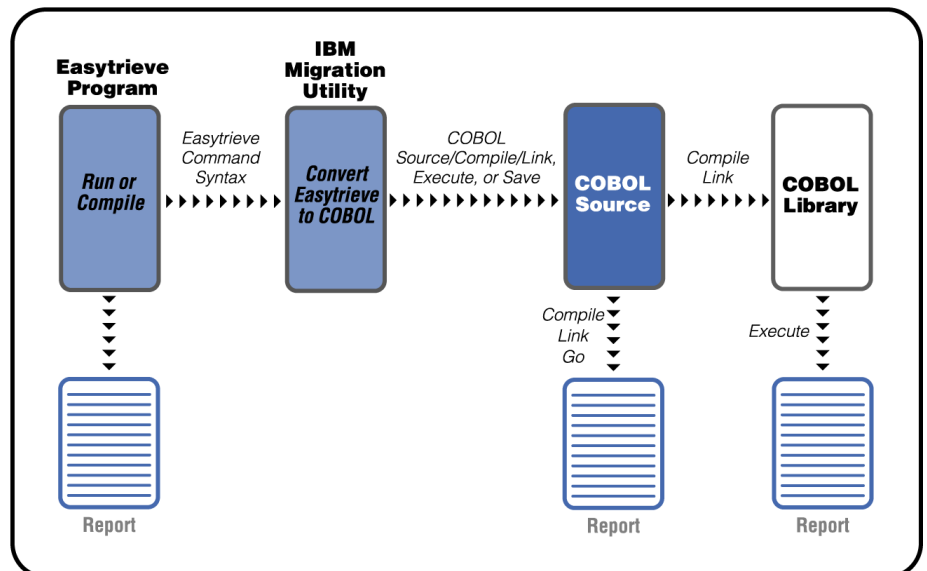 Easytrieve
Program
IBM
Migration
Utility
Run or
Compile
Easytrieve
Command
Syntax
Convert
Easytrieve
to COBOL
COBOL
Source/Compile/Link,
Execute, or Save
COBOL
Source
Compile
Link
COBOL
Library
Compile
Link
Go
Execute
Report
Report
Report